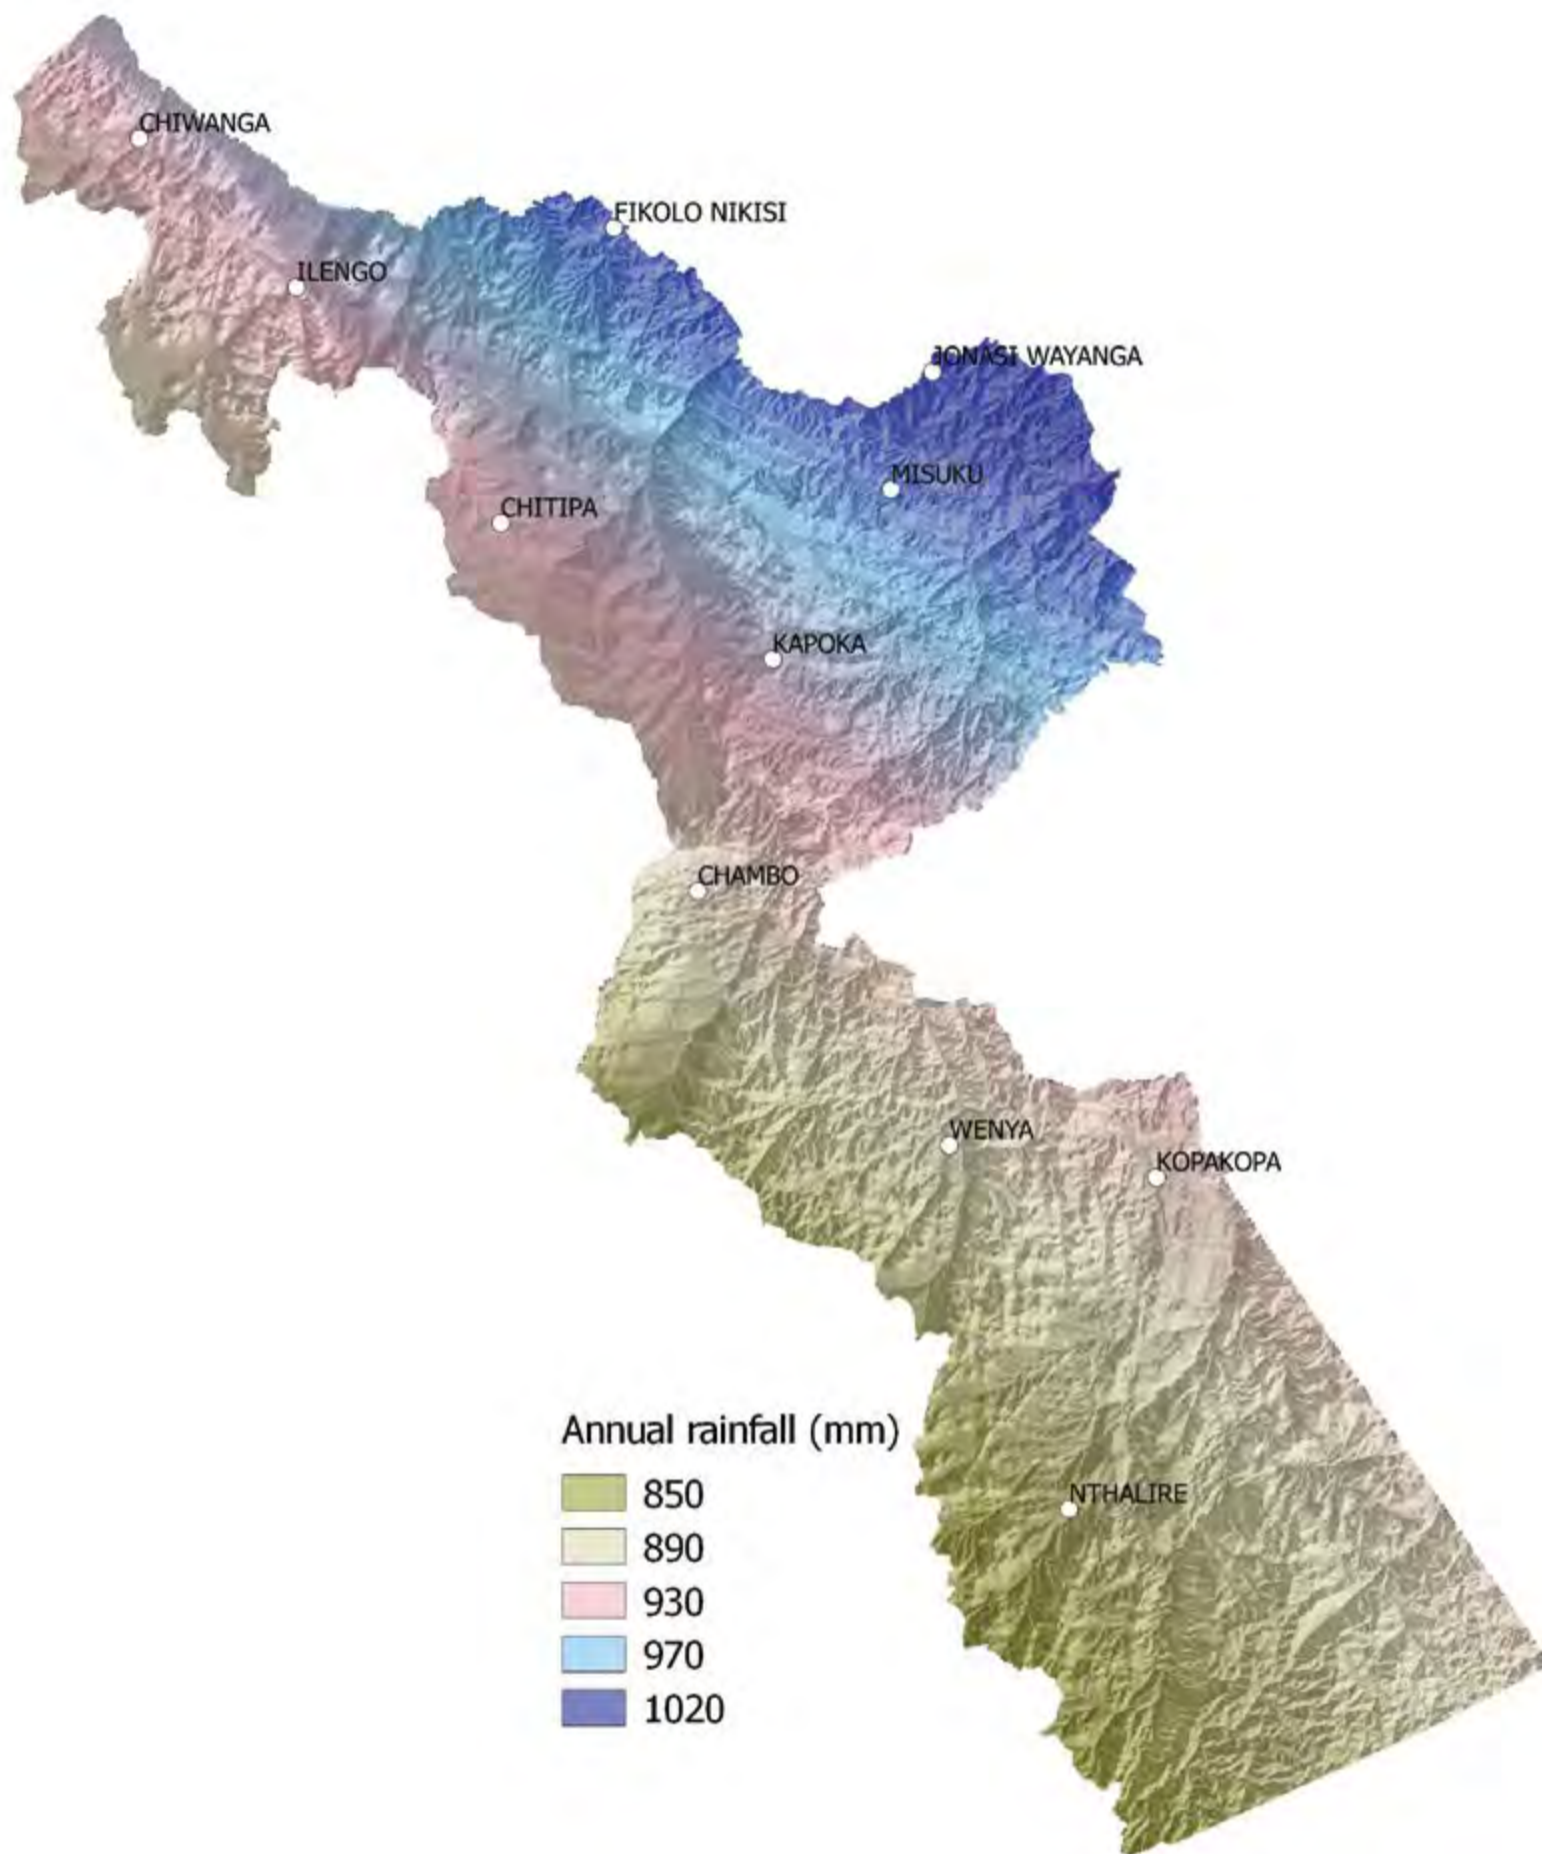 CHIWANGA
FIKOLO NIKISI
ILENGO
JONASI WAYANGA
MISUKU
CHITIPA
KAPOKA
CHAMBO
WENYA
KOPAKOPA
Annual rainfall (mm)
850
NTHALIRE
890
930
970
1020